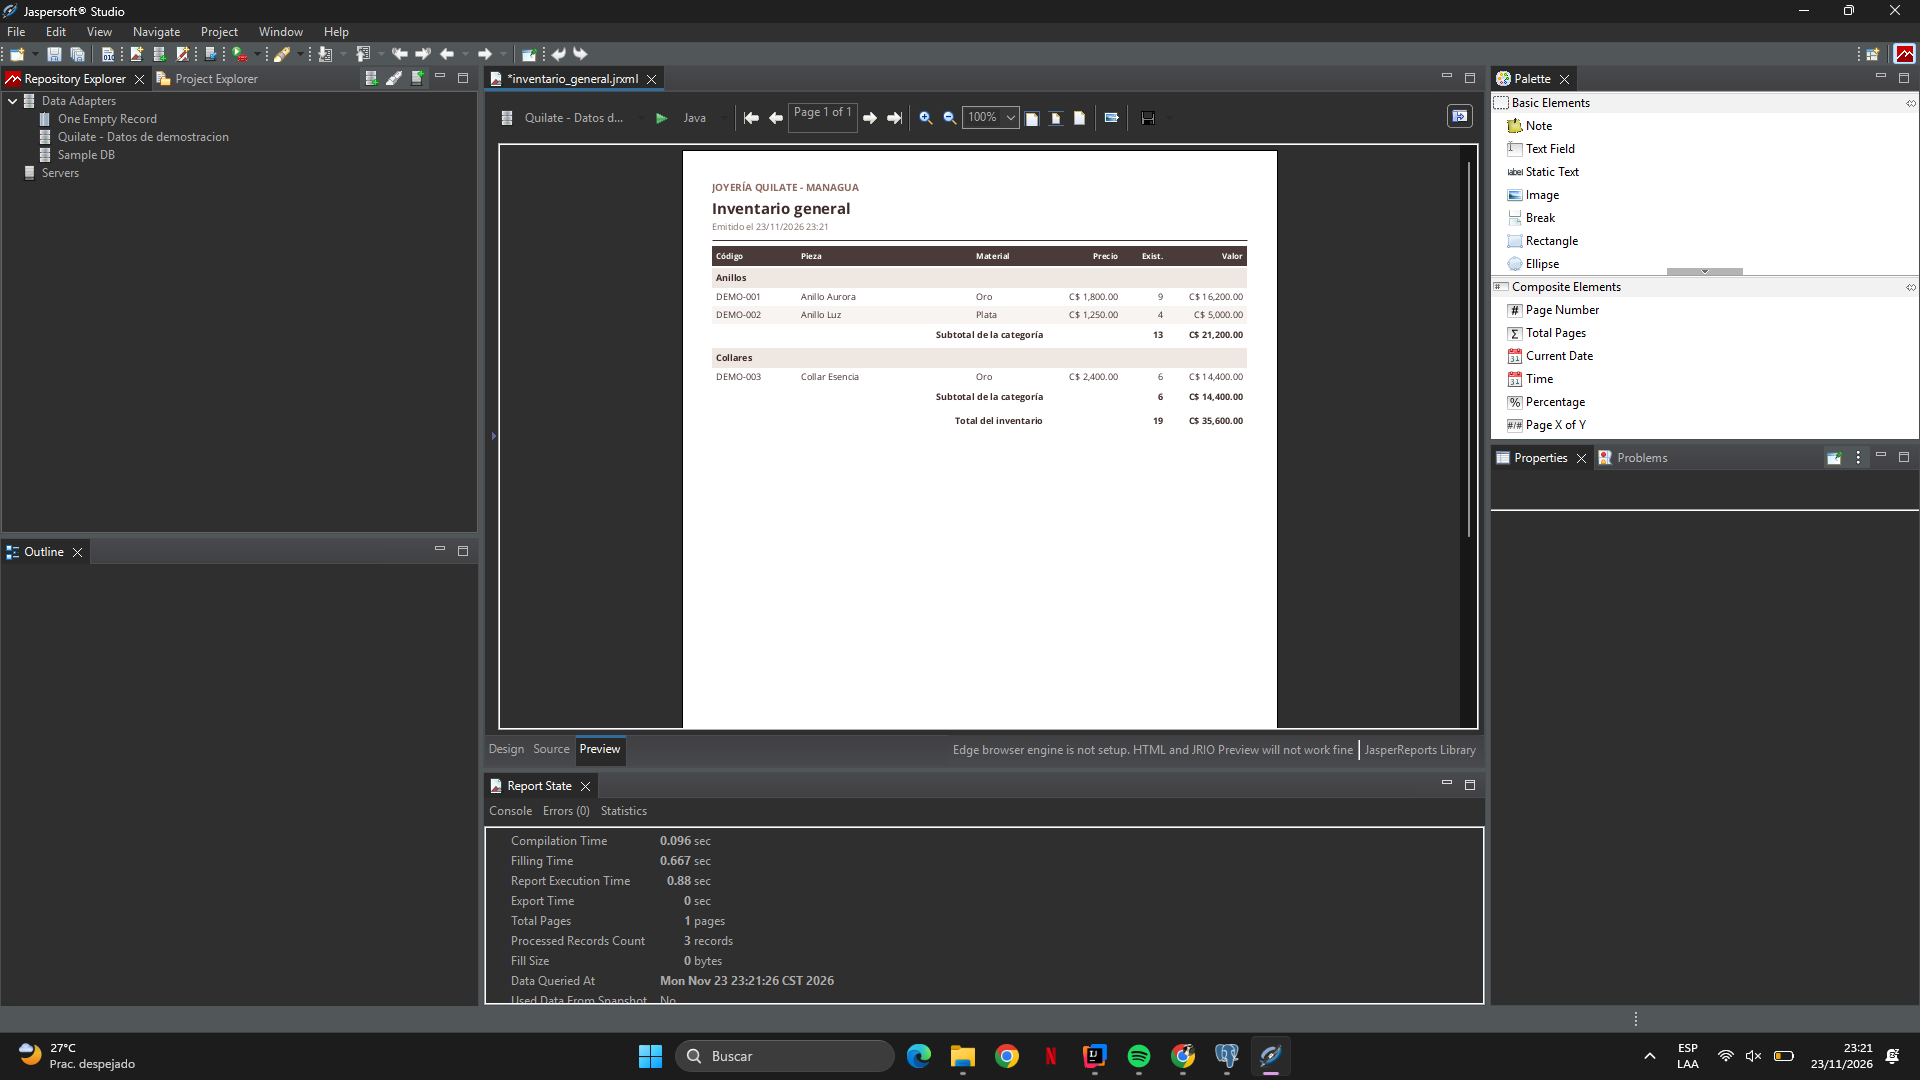 Jaspersoft® Studio
File Edit View Navigate Project Window Help
Repository Explorer
Project Explorer
Data Adapters
One Empty Record
Quilate - Datos de demostracion
Sample DB
Servers
Outline
*inventario_general.jrxml
Quilate - Datos d... Java Page 1 of 1 100%
JOYERÍA QUILATE - MANAGUA
Inventario general
Emitido el 23/11/2026 23:21
Código Pieza Material Precio Exist. Valor
Anillos
DEMO-001 Anillo Aurora Oro C$ 1,800.00 9 C$ 16,200.00
DEMO-002 Anillo Luz Plata C$ 1,250.00 4 C$ 5,000.00
Subtotal de la categoría 13 C$ 21,200.00
Collares
DEMO-003 Collar Esencia Oro C$ 2,400.00 6 C$ 14,400.00
Subtotal de la categoría 6 C$ 14,400.00
Total del inventario 19 C$ 35,600.00
Design Source Preview
Edge browser engine is not setup. HTML and JRIO Preview will not work fine JasperReports Library
Report State
Console Errors (0) Statistics
Compilation Time 0.096 sec
Filling Time 0.667 sec
Report Execution Time 0.88 sec
Export Time 0 sec
Total Pages 1 pages
Processed Records Count 3 records
Fill Size 0 bytes
Data Queried At Mon Nov 23 23:21:26 CST 2026
Used Data From Snapshot No
Palette
Basic Elements
Note
Text Field
label Static Text
Image
Break
Rectangle
Ellipse
Composite Elements
# Page Number
Σ Total Pages
31 Current Date
31 Time
% Percentage
#/# Page X of Y
Properties
Problems
27°C
Prac. despejado
Buscar
ESP
LAA
23:21
23/11/2026